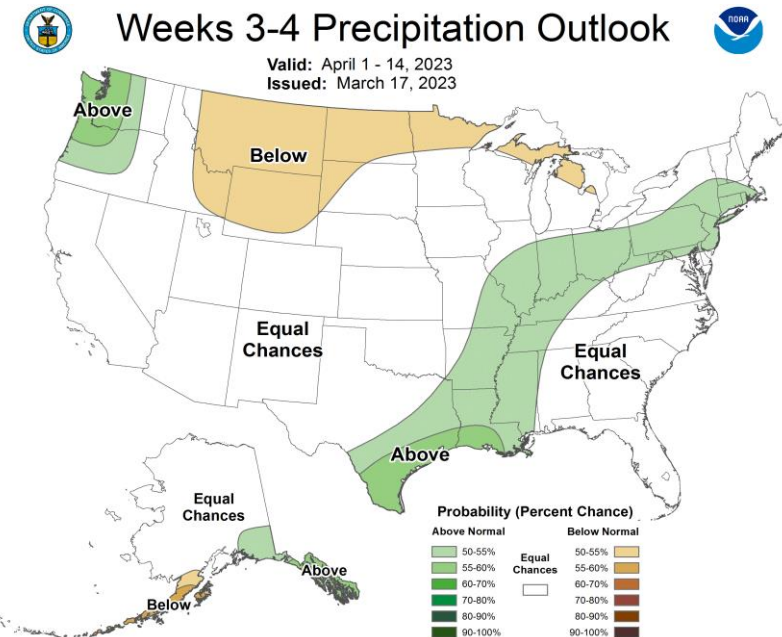 NOAA
Weeks 3-4 Precipitation Outlook
Valid: April 1 - 14, 2023
Issued: March 17, 2023
Above
Below
Equal
Chances
Equal
Chances
Above
Equal
Chances
Above
Below
Probability (Percent Chance)
Above Normal
Below Normal
50-55%
55-60%
60-70%
70-80%
80-90%
90-100%
Equal
Chances
50-55%
55-60%
60-70%
70-80%
80-90%
90-100%